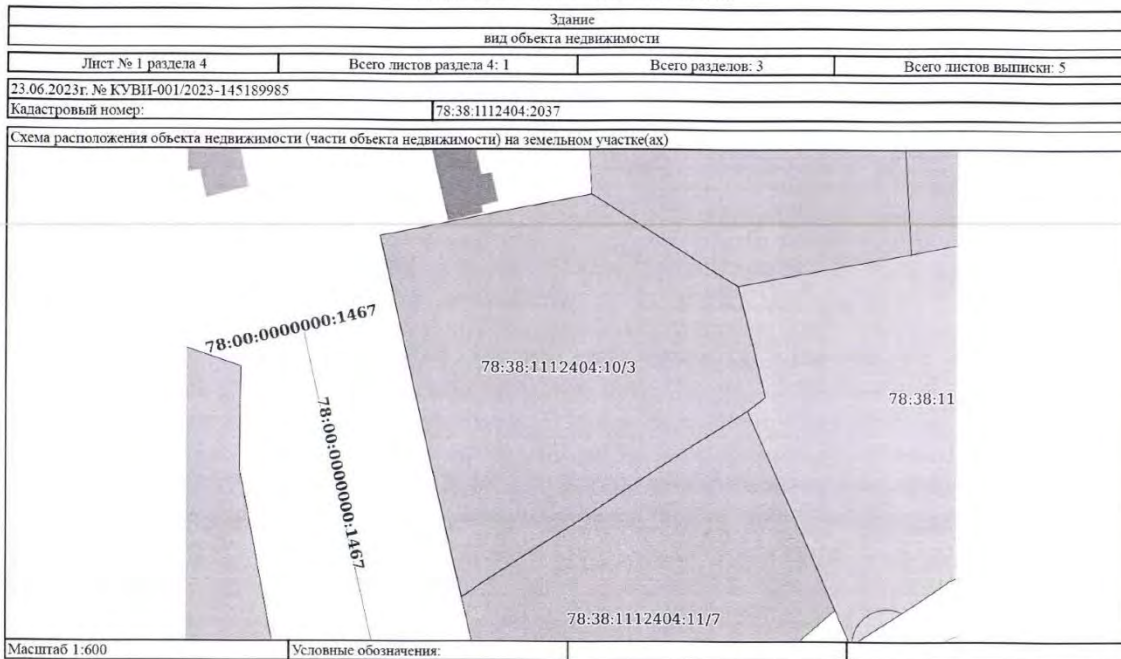 Здание
вид объекта недвижимости
Лист № 1 раздела 4 Всего листов раздела 4: 1 Всего разделов: 3 Всего листов выписки: 5
23.06.2023г. № КУВИ-001/2023-145189985
Кадастровый номер: 78:38:1112404:2037
Схема расположения объекта недвижимости (части объекта недвижимости) на земельном участке(ах)
78:00:0000000:1467
78:38:1112404:10/3
78:38:11
78:00:0000000:1467
78:38:1112404:11/7
Масштаб 1:600 Условные обозначения: